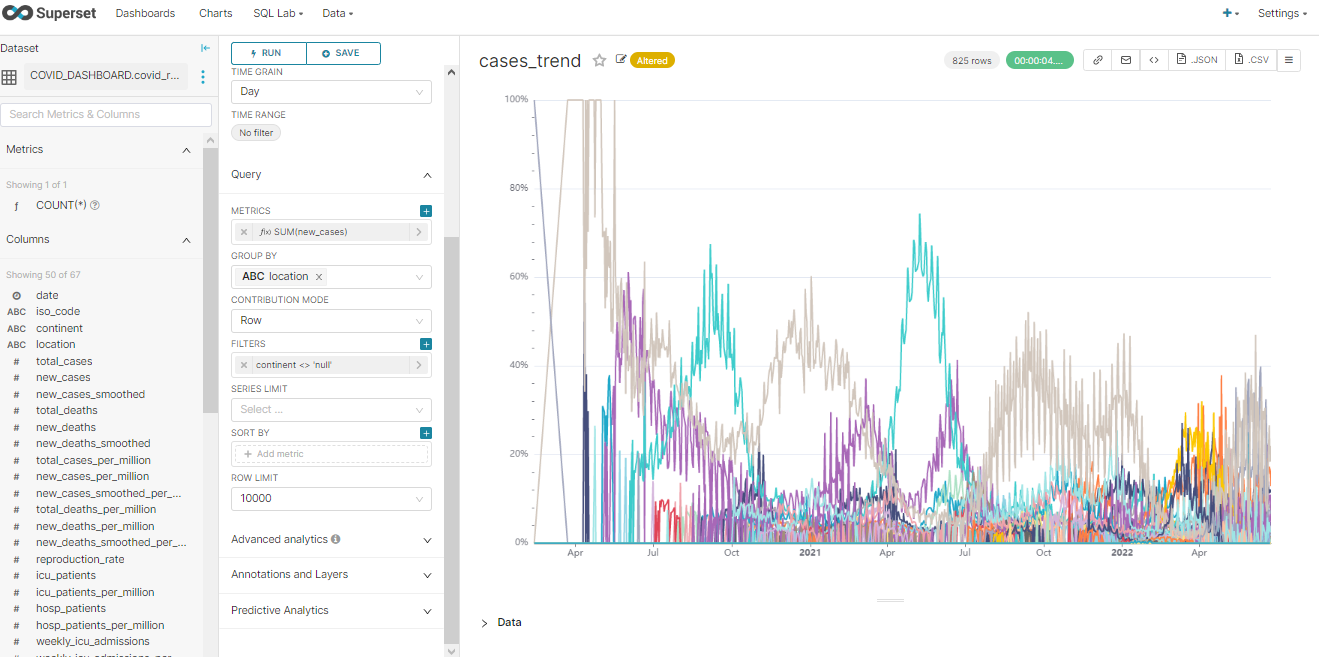 Superset
Dashboards
Charts
SQL Lab
Data
Settings
Dataset
COVID_DASHBOARD.covid_r...
Search Metrics & Columns
Metrics
Showing 1 of 1
ƒ COUNT(*)
Columns
Showing 50 of 67
date
ABC iso_code
ABC continent
ABC location
# total_cases
# new_cases
# new_cases_smoothed
# total_deaths
# new_deaths
# new_deaths_smoothed
# total_cases_per_million
# new_cases_per_million
# new_cases_smoothed_per_...
# total_deaths_per_million
# new_deaths_per_million
# new_deaths_smoothed_per_...
# reproduction_rate
# icu_patients
# icu_patients_per_million
# hosp_patients
# hosp_patients_per_million
# weekly_icu_admissions
RUN
SAVE
TIME GRAIN
Day
TIME RANGE
No filter
Query
METRICS
ƒ(x) SUM(new_cases)
GROUP BY
ABC location
CONTRIBUTION MODE
Row
FILTERS
continent <> 'null'
SERIES LIMIT
Select ...
SORT BY
Add metric
ROW LIMIT
10000
Advanced analytics
Annotations and Layers
Predictive Analytics
cases_trend
Altered
825 rows
00:00:04....
.JSON
.CSV
100%
80%
60%
40%
20%
0%
Apr Jul Oct 2021 Apr Jul Oct 2022 Apr
Data